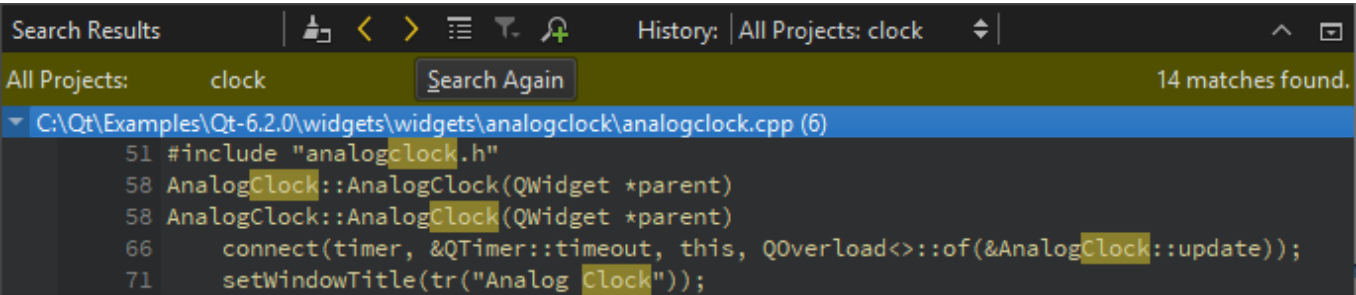 Search Results History: All Projects: clock
All Projects: clock Search Again 14 matches found.
C:\Qt\Examples\Qt-6.2.0\widgets\widgets\analogclock\analogclock.cpp (6)
51 #include "analogclock.h"
58 AnalogClock::AnalogClock(QWidget *parent)
58 AnalogClock::AnalogClock(QWidget *parent)
66 connect(timer, &QTimer::timeout, this, QOverload<>::of(&AnalogClock::update));
71 setWindowTitle(tr("Analog Clock"));